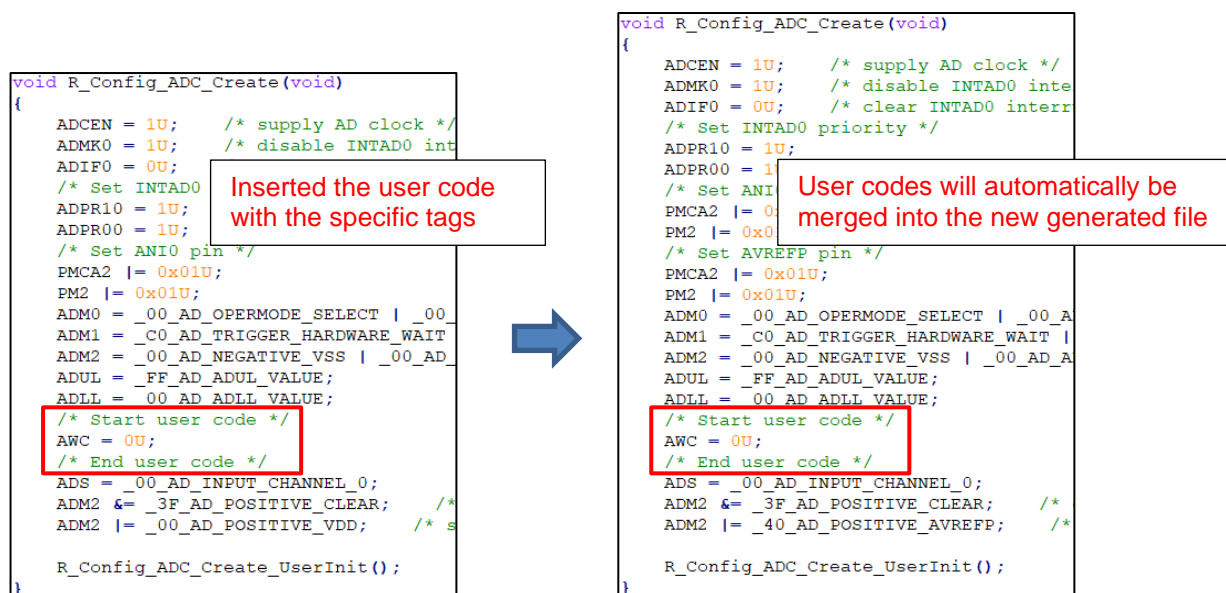 void R_Config_ADC_Create(void)
{
ADCEN = 1U; /* supply AD clock */
ADMK0 = 1U; /* disable INTAD0 int
ADIF0 = 0U;
/* Set INTAD0
ADPR10 = 1U;
ADPR00 = 1U;
/* Set ANI0 pin */
PMCA2 |= 0x01U;
PM2 |= 0x01U;
ADM0 = _00_AD_OPERMODE_SELECT | _00_
ADM1 = _C0_AD_TRIGGER_HARDWARE_WAIT
ADM2 = _00_AD_NEGATIVE_VSS | _00_AD_
ADUL = _FF_AD_ADUL_VALUE;
ADLL = _00_AD_ADLL_VALUE;
/* Start user code */
AWC = 0U;
/* End user code */
ADS = _00_AD_INPUT_CHANNEL_0;
ADM2 &= _3F_AD_POSITIVE_CLEAR; /*
ADM2 |= _00_AD_POSITIVE_VDD; /* s
R_Config_ADC_Create_UserInit();
}
Inserted the user code
with the specific tags
void R_Config_ADC_Create(void)
{
ADCEN = 1U; /* supply AD clock */
ADMK0 = 1U; /* disable INTAD0 inte
ADIF0 = 0U; /* clear INTAD0 interr
/* Set INTAD0 priority */
ADPR10 = 1U;
ADPR00 = 1U
/* Set ANI
PMCA2 |= 0
PM2 |= 0x0
/* Set AVREFP pin */
PMCA2 |= 0x01U;
PM2 |= 0x01U;
ADM0 = _00_AD_OPERMODE_SELECT | _00_A
ADM1 = _C0_AD_TRIGGER_HARDWARE_WAIT |
ADM2 = _00_AD_NEGATIVE_VSS | _00_AD_A
ADUL = _FF_AD_ADUL_VALUE;
ADLL = _00_AD_ADLL_VALUE;
/* Start user code */
AWC = 0U;
/* End user code */
ADS = _00_AD_INPUT_CHANNEL_0;
ADM2 &= _3F_AD_POSITIVE_CLEAR; /*
ADM2 |= _40_AD_POSITIVE_AVREFP; /*
R_Config_ADC_Create_UserInit();
}
User codes will automatically be
merged into the new generated file